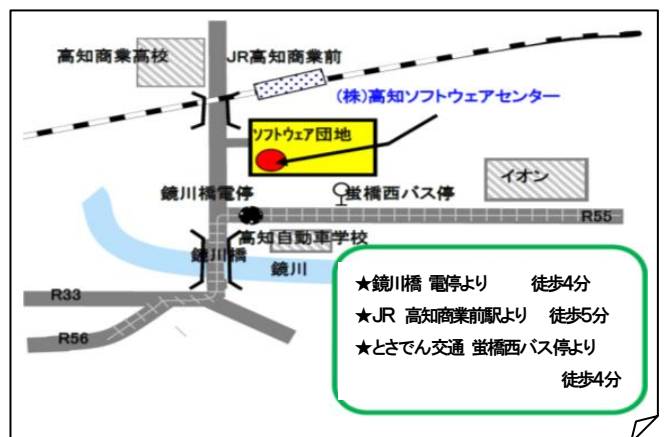 高知商業高校
JR高知商業前
(株)高知ソフトウェアセンター
ソフトウェア団地
イオン
鏡川橋電停
蛍橋西バス停
R55
高知自動車学校
鏡川橋
鏡川
R33
R56
★鏡川橋 電停より 徒歩4分
★JR 高知商業前駅より 徒歩5分
★とさでん交通 蛍橋西バス停より
徒歩4分